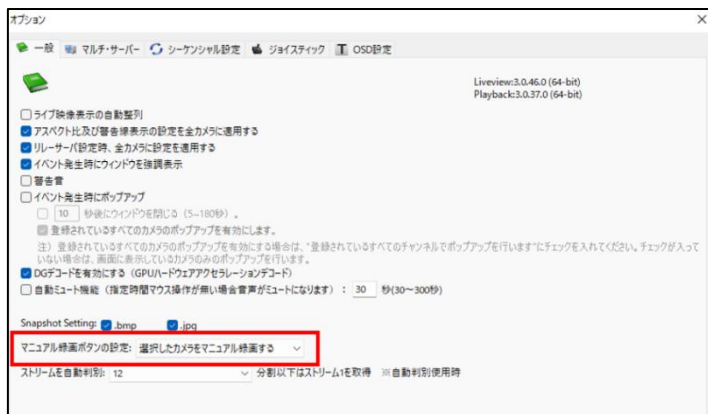 オプション
一般 マルチ・サーバー シーケンシャル設定 ジョイスティック OSD設定
Liveview:3.0.46.0 (64-bit)
Playback:3.0.37.0 (64-bit)
ライブ映像表示の自動整列
アスペクト比及び警告線表示の設定を全カメラに適用する
リレーサーバ設定時、全カメラに設定を適用する
イベント発生時にウィンドウを強調表示
警告音
イベント発生時にポップアップ
10 秒後にウィンドウを閉じる (5~180秒) 。
登録されているすべてのカメラのポップアップを有効にします。
注) 登録されているすべてのカメラのポップアップを有効にする場合は、"登録されているすべてのチャンネルでポップアップを行います"にチェックを入れてください。チェックが入って
いない場合は、画面に表示しているカメラのみのポップアップを行います。
DGデコードを有効にする (GPUハードウェアアクセラレーションデコード)
自動ミュート機能 (指定時間マウス操作が無い場合音声がミュートになります) : 30 秒(30~300秒)
Snapshot Setting: .bmp .jpg
マニュアル録画ボタンの設定: 選択したカメラをマニュアル録画する
ストリームを自動判別: 12 分割以下はストリーム1を取得 ※自動判別使用時